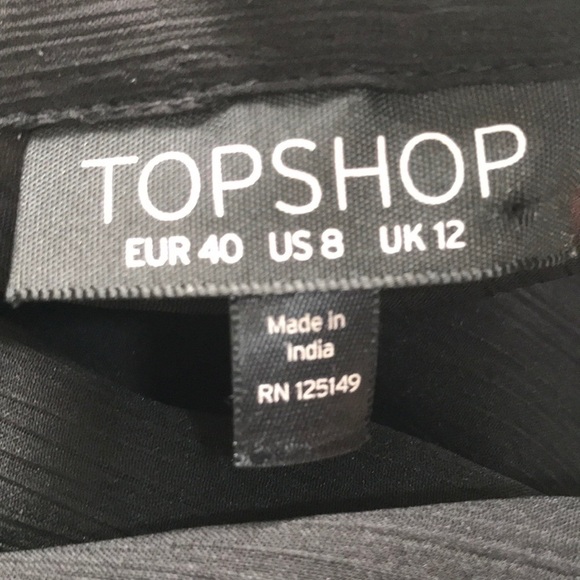 TOPSHOP
EUR 40 US 8 UK 12
Made in
India
RN 125149